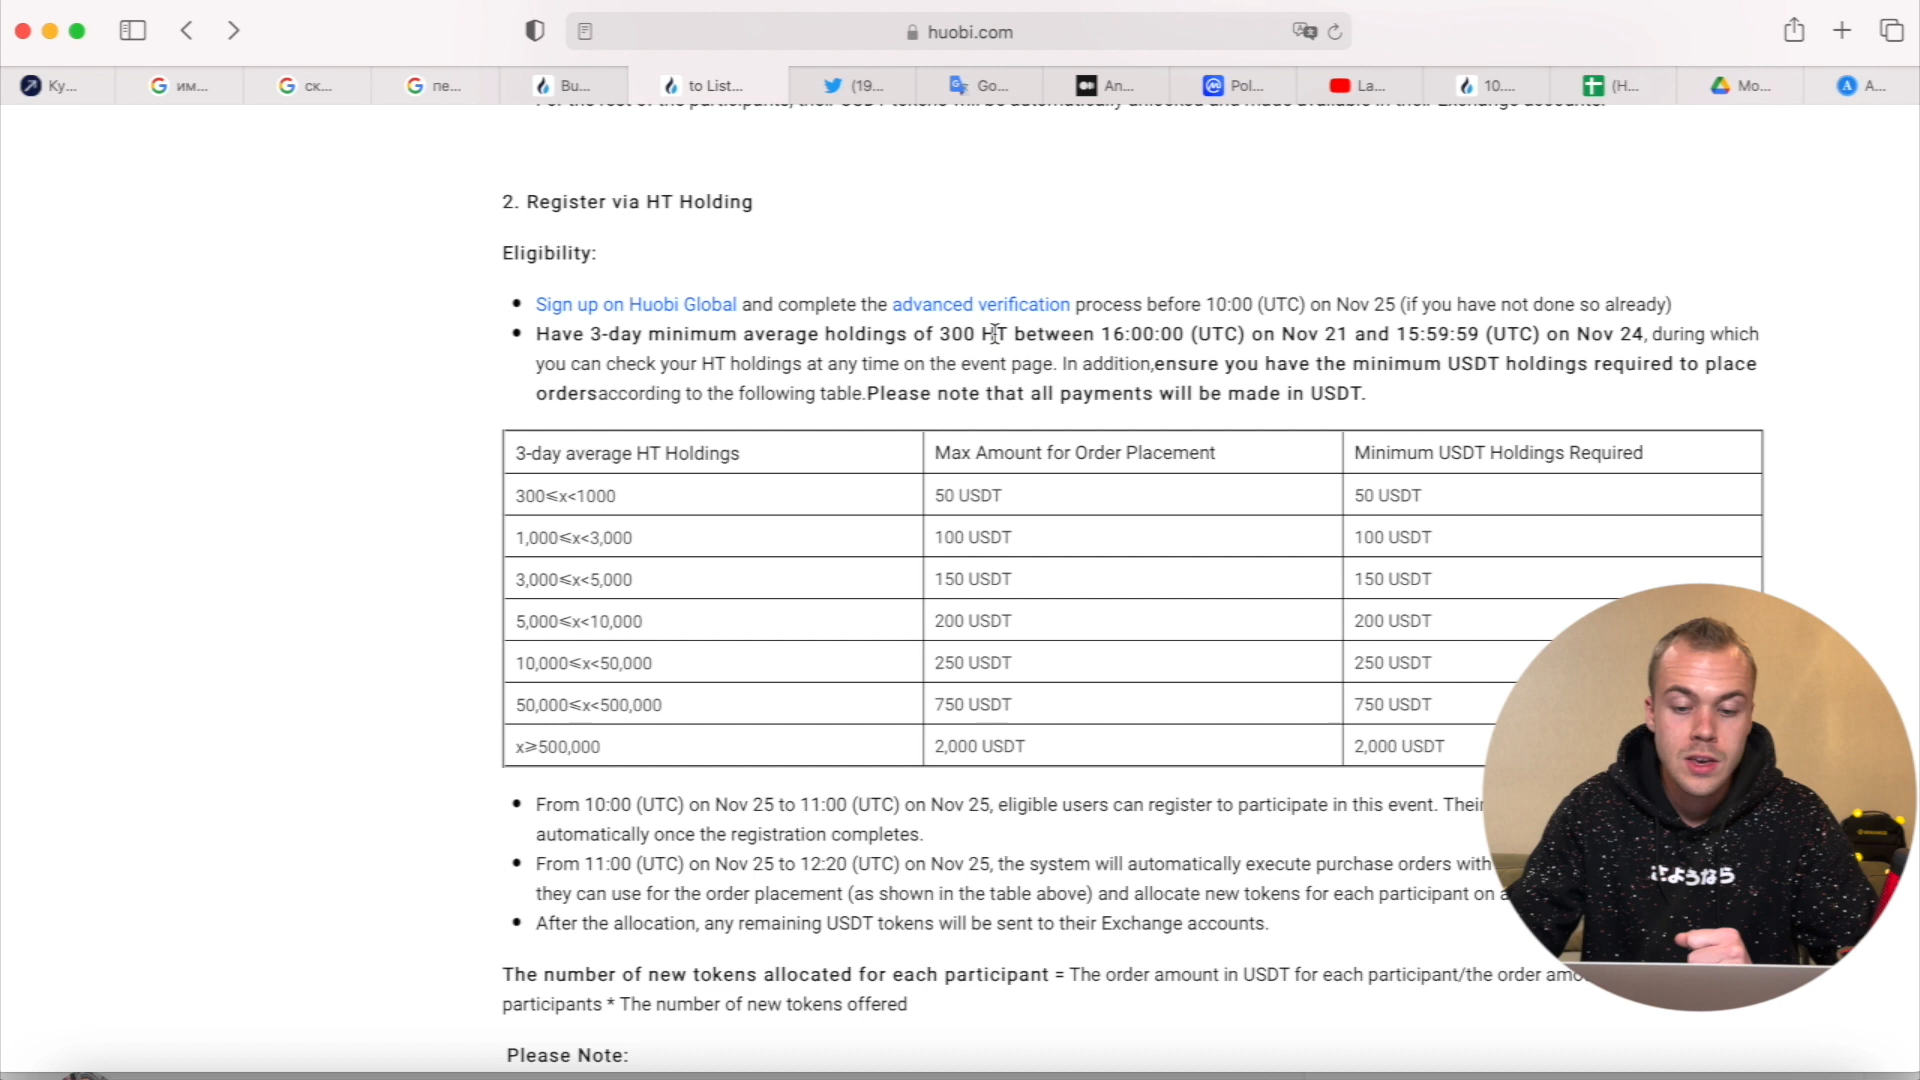 huobi.com
Ку...
им...
ск...
пе...
Bu...
to List...
(19...
Go...
An...
Pol...
La...
10....
(H...
Mo...
A...
2. Register via HT Holding
Eligibility:
Sign up on Huobi Global and complete the advanced verification process before 10:00 (UTC) on Nov 25 (if you have not done so already)
Have 3-day minimum average holdings of 300 HT between 16:00:00 (UTC) on Nov 21 and 15:59:59 (UTC) on Nov 24, during which
you can check your HT holdings at any time on the event page. In addition,ensure you have the minimum USDT holdings required to place
ordersaccording to the following table.Please note that all payments will be made in USDT.
3-day average HT Holdings Max Amount for Order Placement Minimum USDT Holdings Required
300≤x<1000 50 USDT 50 USDT
1,000≤x<3,000 100 USDT 100 USDT
3,000≤x<5,000 150 USDT 150 USDT
5,000≤x<10,000 200 USDT 200 USDT
10,000≤x<50,000 250 USDT 250 USDT
50,000≤x<500,000 750 USDT 750 USDT
x≥500,000 2,000 USDT 2,000 USDT
From 10:00 (UTC) on Nov 25 to 11:00 (UTC) on Nov 25, eligible users can register to participate in this event. Their
automatically once the registration completes.
From 11:00 (UTC) on Nov 25 to 12:20 (UTC) on Nov 25, the system will automatically execute purchase orders with
they can use for the order placement (as shown in the table above) and allocate new tokens for each participant on
After the allocation, any remaining USDT tokens will be sent to their Exchange accounts.
The number of new tokens allocated for each participant = The order amount in USDT for each participant/the order
participants * The number of new tokens offered
Please Note:
さようなら